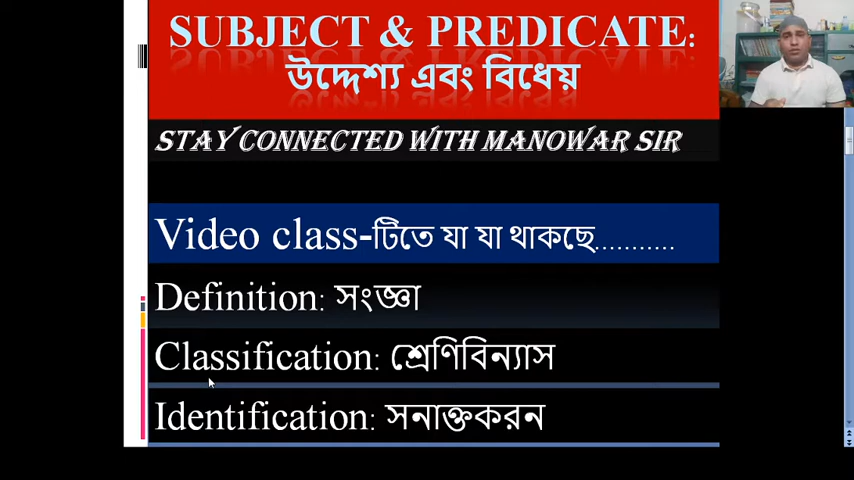 SUBJECT & PREDICATE:
উদ্দেশ্য এবং বিধেয়
STAY CONNECTED WITH MANOWAR SIR
Video class-টিতে যা যা থাকছে...........
Definition: সংজ্ঞা
Classification: শ্রেণিবিন্যাস
Identification: সনাক্তকরন